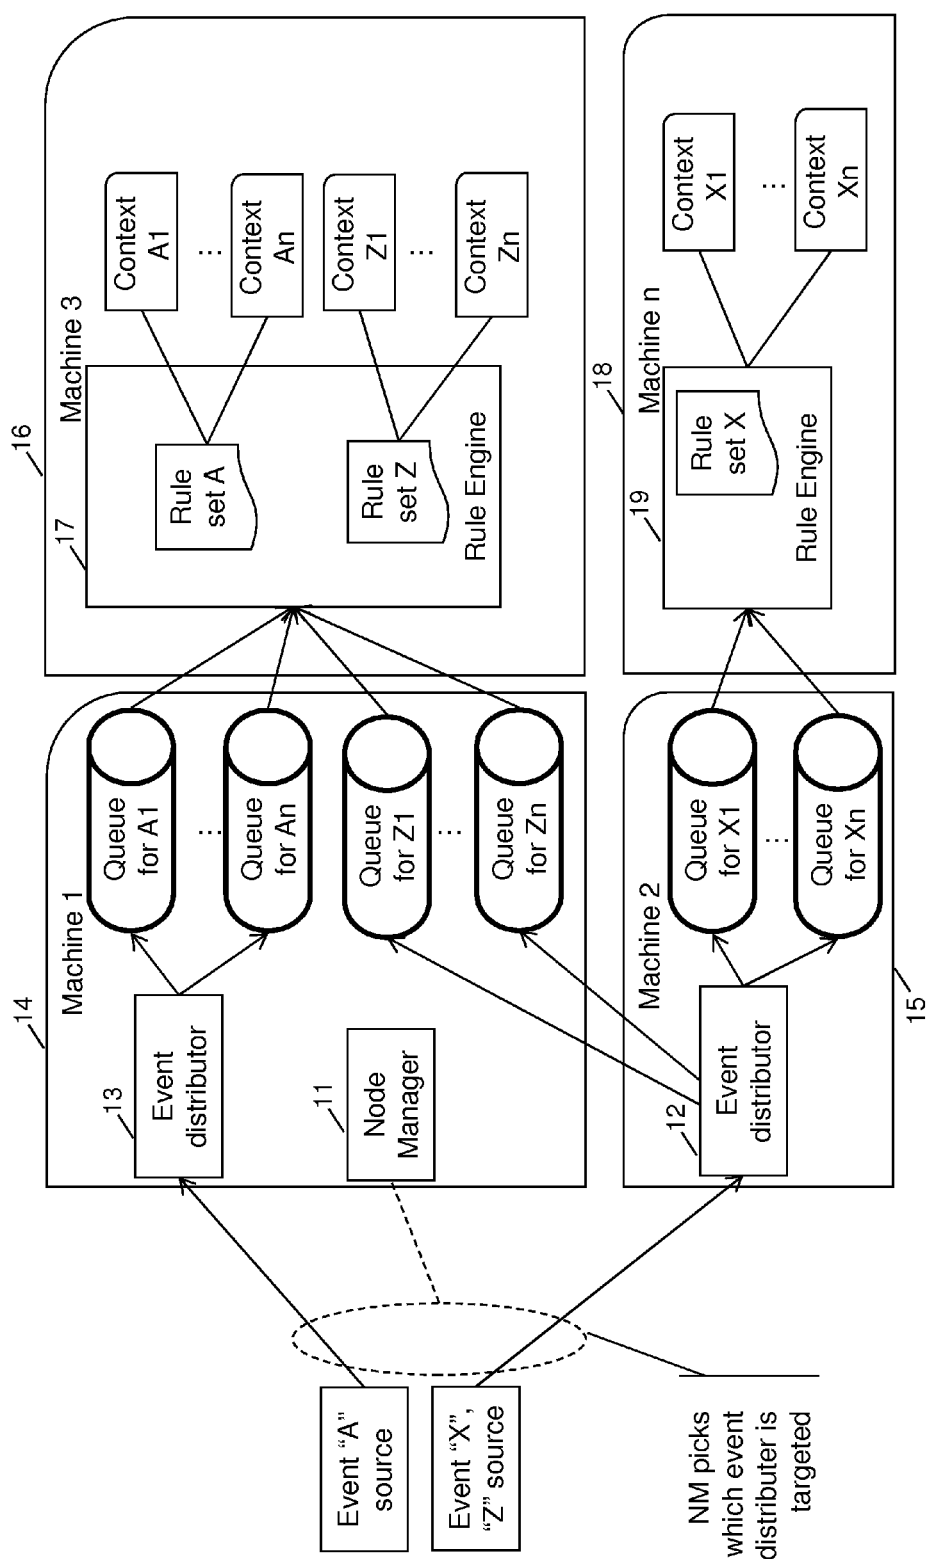 Event “A”
source
Event “X”,
“Z” source
NM picks
which event
distributer is
targeted
14
Machine 1
13
Event
distributor
11
Node
Manager
Queue
for A1
...
Queue
for An
Queue
for Z1
...
Queue
for Zn
15
Machine 2
12
Event
distributor
Queue
for X1
...
Queue
for Xn
16
Machine 3
17
Rule
set A
Rule
set Z
Rule Engine
Context
A1
...
Context
An
Context
Z1
...
Context
Zn
18
Machine n
19
Rule
set X
Rule Engine
Context
X1
...
Context
Xn